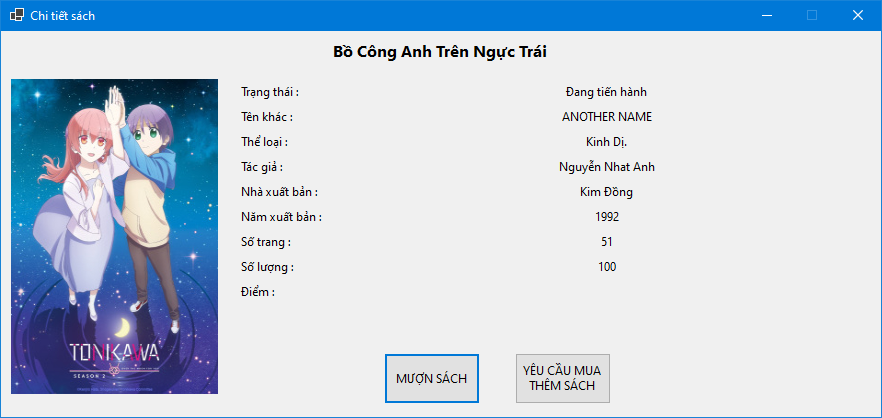 Chi tiết sách
Bồ Công Anh Trên Ngực Trái
Trạng thái : Đang tiến hành
Tên khác : ANOTHER NAME
Thể loại : Kinh Dị.
Tác giả : Nguyễn Nhat Anh
Nhà xuất bản : Kim Đồng
Năm xuất bản : 1992
Số trang : 51
Số lượng : 100
Điểm :
TONIKAWA
SEASON 2
MƯỢN SÁCH
YÊU CẦU MUA
THÊM SÁCH